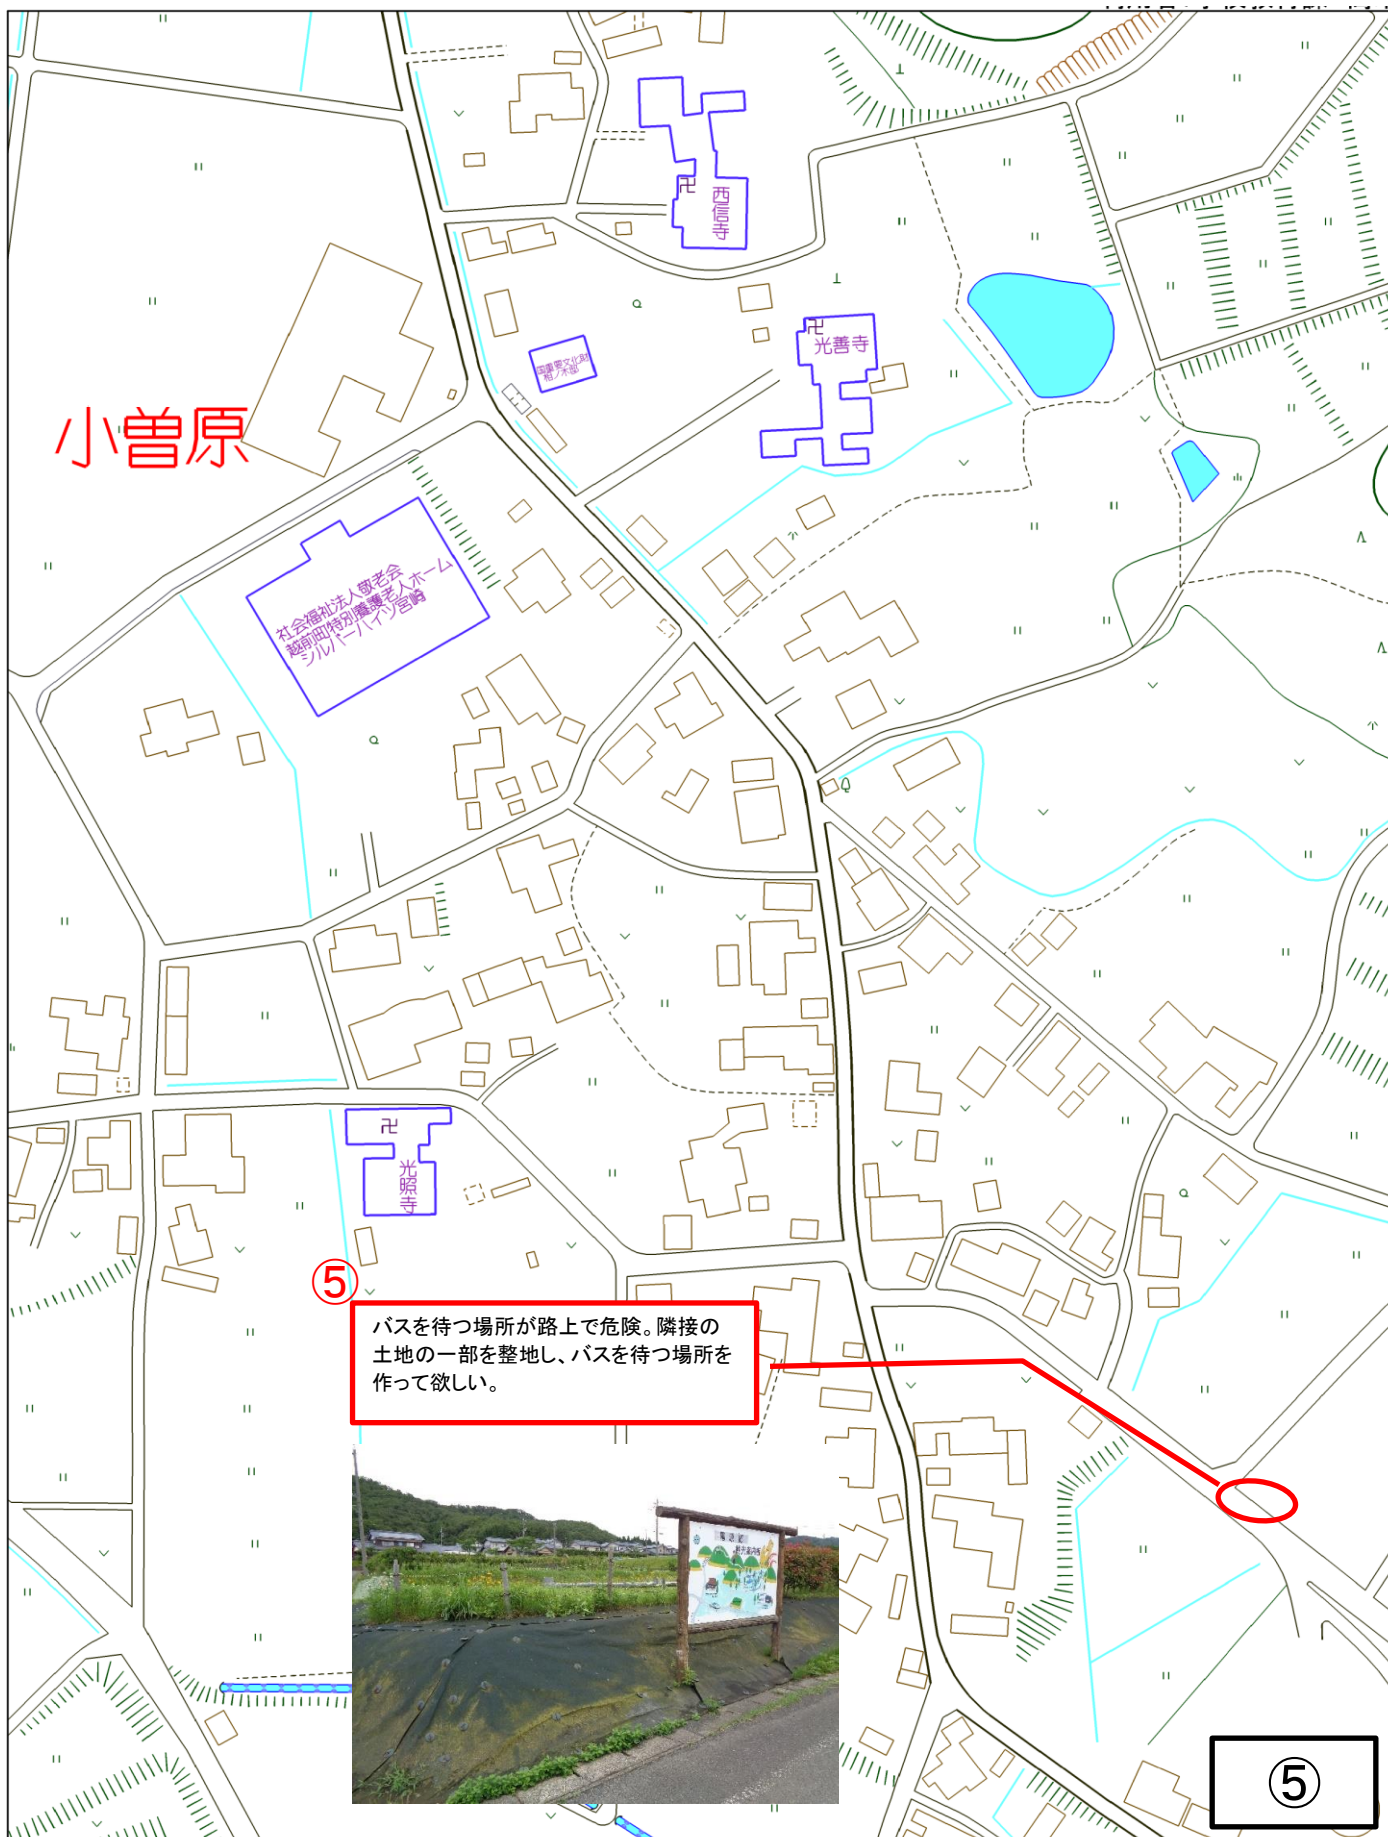 西信寺
光善寺
国重要文化財
相ノ木邸
小曽原
社会福祉法人敬老会
越前町特別養護老人ホーム
シルバーハイツ宮崎
光照寺
⑤
バスを待つ場所が路上で危険。隣接の
土地の一部を整地し、バスを待つ場所を
作って欲しい。
⑤